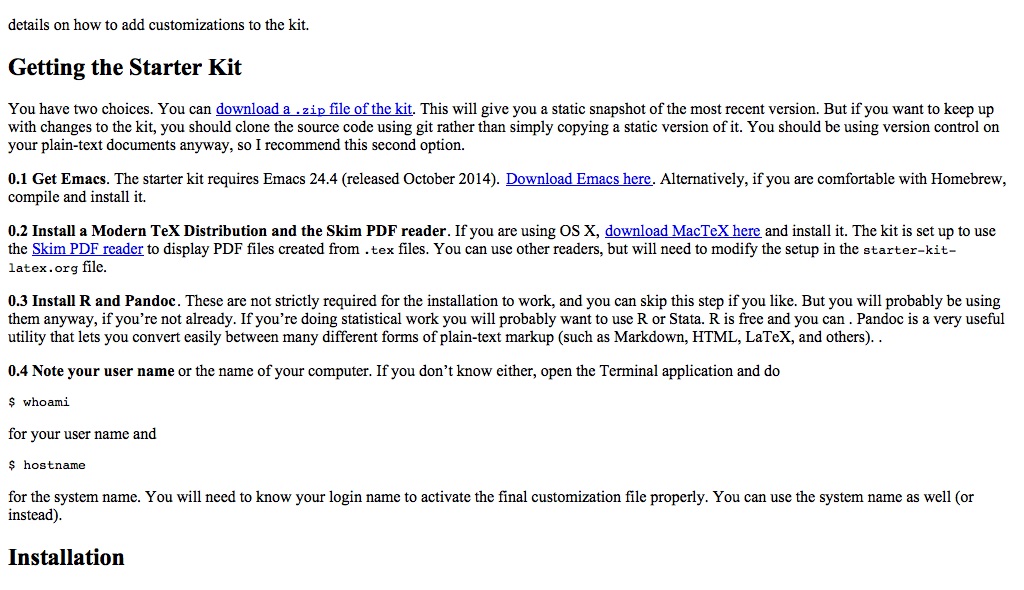 details on how to add customizations to the kit.
Getting the Starter Kit
You have two choices. You can download a .zip file of the kit. This will give you a static snapshot of the most recent version. But if you want to keep up
with changes to the kit, you should clone the source code using git rather than simply copying a static version of it. You should be using version control on
your plain-text documents anyway, so I recommend this second option.
0.1 Get Emacs. The starter kit requires Emacs 24.4 (released October 2014). Download Emacs here. Alternatively, if you are comfortable with Homebrew,
compile and install it.
0.2 Install a Modern TeX Distribution and the Skim PDF reader. If you are using OS X, download MacTeX here and install it. The kit is set up to use
the Skim PDF reader to display PDF files created from .tex files. You can use other readers, but will need to modify the setup in the starter-kit-
latex.org file.
0.3 Install R and Pandoc. These are not strictly required for the installation to work, and you can skip this step if you like. But you will probably be using
them anyway, if you’re not already. If you’re doing statistical work you will probably want to use R or Stata. R is free and you can . Pandoc is a very useful
utility that lets you convert easily between many different forms of plain-text markup (such as Markdown, HTML, LaTeX, and others). .
0.4 Note your user name or the name of your computer. If you don’t know either, open the Terminal application and do
$ whoami
for your user name and
$ hostname
for the system name. You will need to know your login name to activate the final customization file properly. You can use the system name as well (or
instead).
Installation